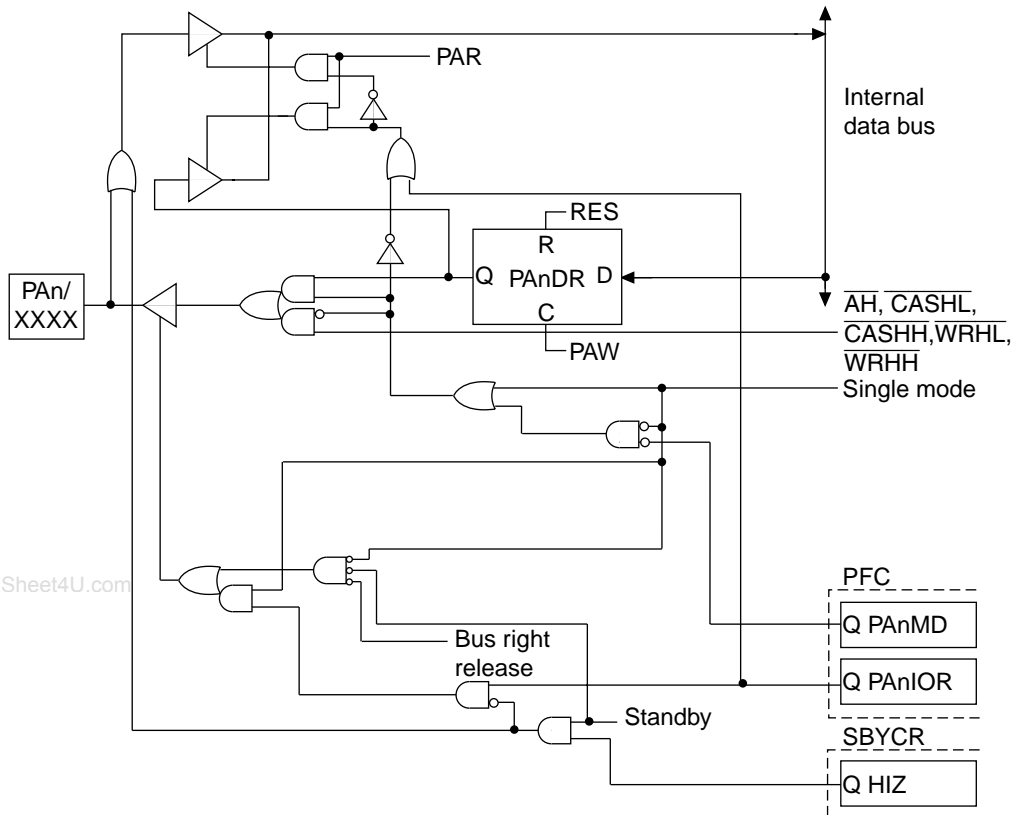 PAR
Internal
data bus
RES
R
Q PAnDR D
C
PAW
PAn/
XXXX
AH, CASHL,
CASHH,WRHL,
WRHH
Single mode
Sheet4U.com
PFC
Q PAnMD
Bus right
release
Q PAnIOR
Standby
SBYCR
Q HIZ